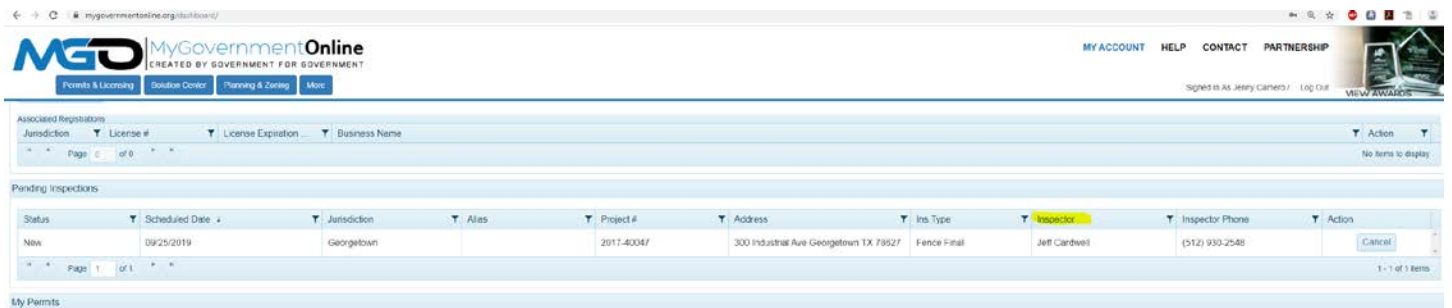 mygovernmentonline.org/dashboard/
MGO MyGovernmentOnline
CREATED BY GOVERNMENT FOR GOVERNMENT
MY ACCOUNT HELP CONTACT PARTNERSHIP
Permits & Licensing Solution Center Planning & Zoning More
Signed in As Jenny Camero / Log Out
VIEW AWARDS
Associated Registrations
Jurisdiction License # License Expiration ... Business Name Action
Page 0 of 0 No items to display
Pending Inspections
Status Scheduled Date Jurisdiction Alias Project # Address Ins Type Inspector Inspector Phone Action
New 09/25/2019 Georgetown 2017-40047 300 Industrial Ave Georgetown TX 78627 Fence Final Jeff Cardwell (512) 930-2548 Cancel
Page 1 of 1 1 - 1 of 1 items
My Permits